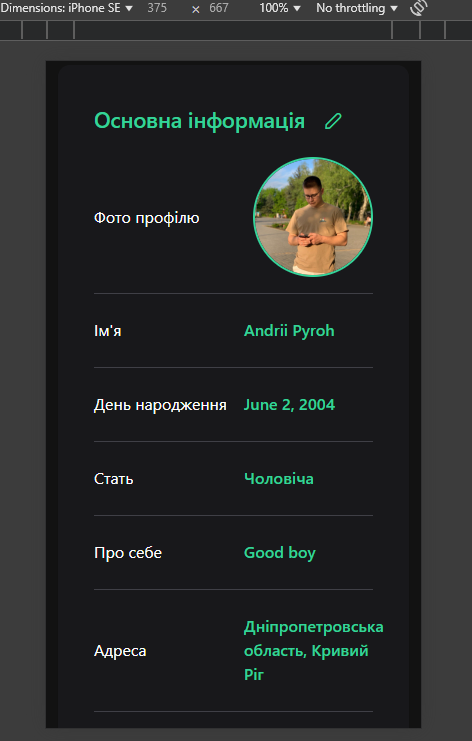 Dimensions: iPhone SE 375 × 667 100% No throttling
Основна інформація
Фото профілю
Ім'я Andrii Pyroh
День народження June 2, 2004
Стать Чоловіча
Про себе Good boy
Адреса Дніпропетровська
область, Кривий
Ріг